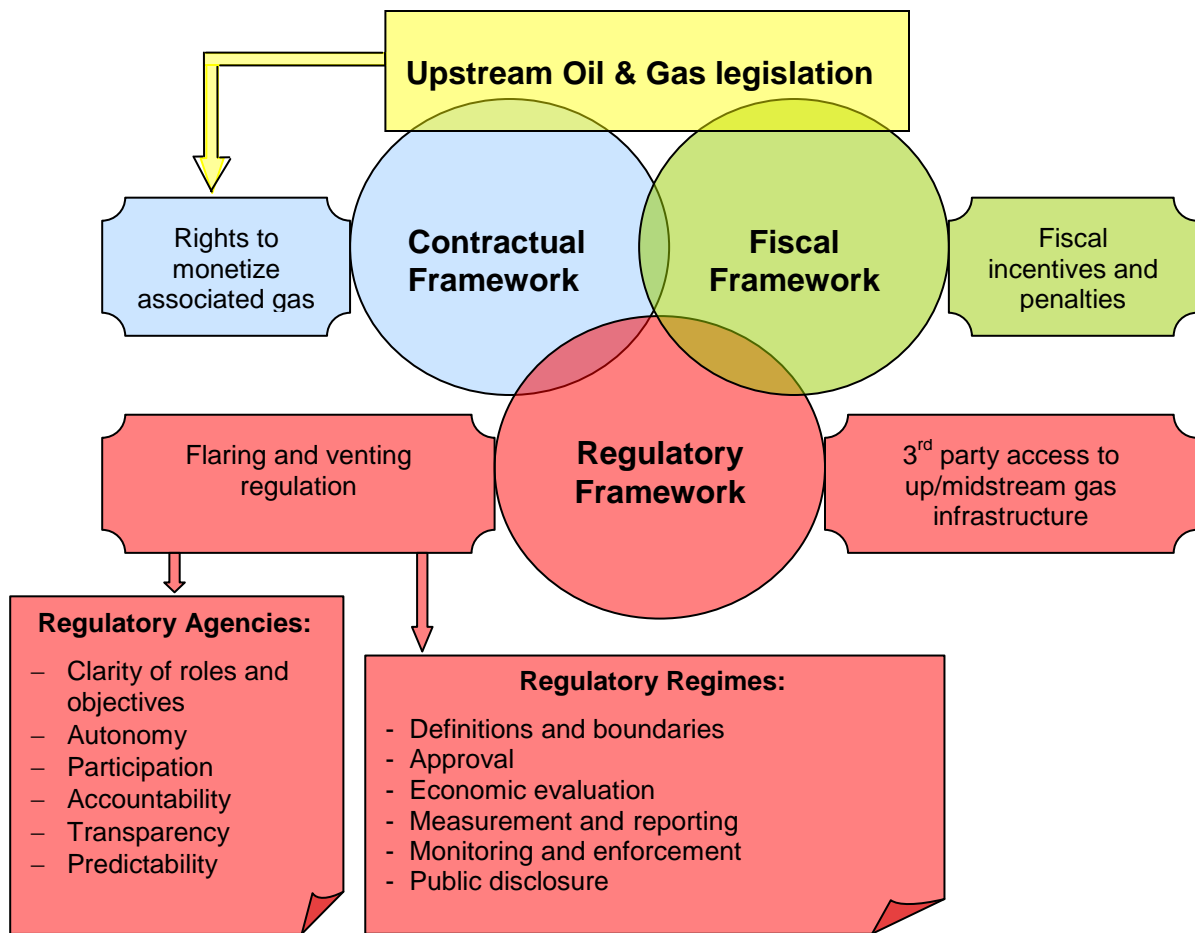 Upstream Oil & Gas legislation
Rights to
monetize
associated gas
Contractual
Framework
Fiscal
Framework
Fiscal
incentives and
penalties
Flaring and venting
regulation
Regulatory
Framework
3rd party access to
up/midstream gas
infrastructure
Regulatory Agencies:
– Clarity of roles and
objectives
– Autonomy
– Participation
– Accountability
– Transparency
– Predictability
Regulatory Regimes:
- Definitions and boundaries
- Approval
- Economic evaluation
- Measurement and reporting
- Monitoring and enforcement
- Public disclosure